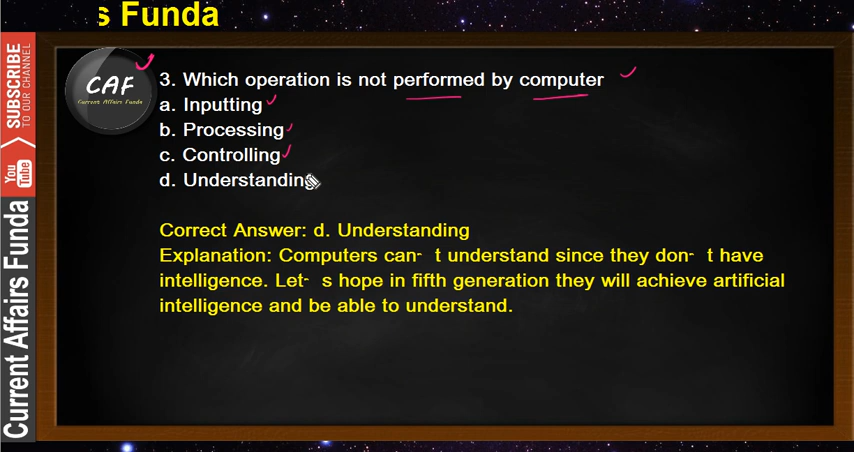 s Funda
SUBSCRIBE
TO OUR CHANNEL
You Tube
Current Affairs Funda
CAF
Current Affairs Funda
3. Which operation is not performed by computer
a. Inputting
b. Processing
c. Controlling
d. Understandin
Correct Answer: d. Understanding
Explanation: Computers can- t understand since they don- t have
intelligence. Let- s hope in fifth generation they will achieve artificial
intelligence and be able to understand.